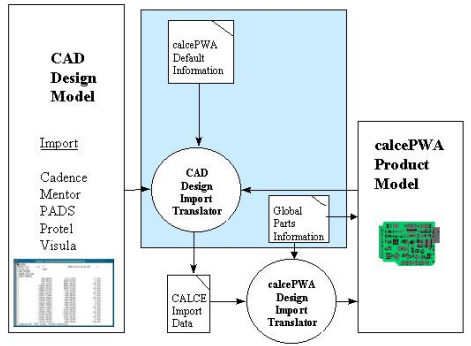 CAD
Design
Model
Import
Cadence
Mentor
PADS
Protel
Visula
calcePWA
Default
Information
CAD
Design
Import
Translator
Global
Parts
Information
CALCE
Import
Data
calcePWA
Design
Import
Translator
calcePWA
Product
Model